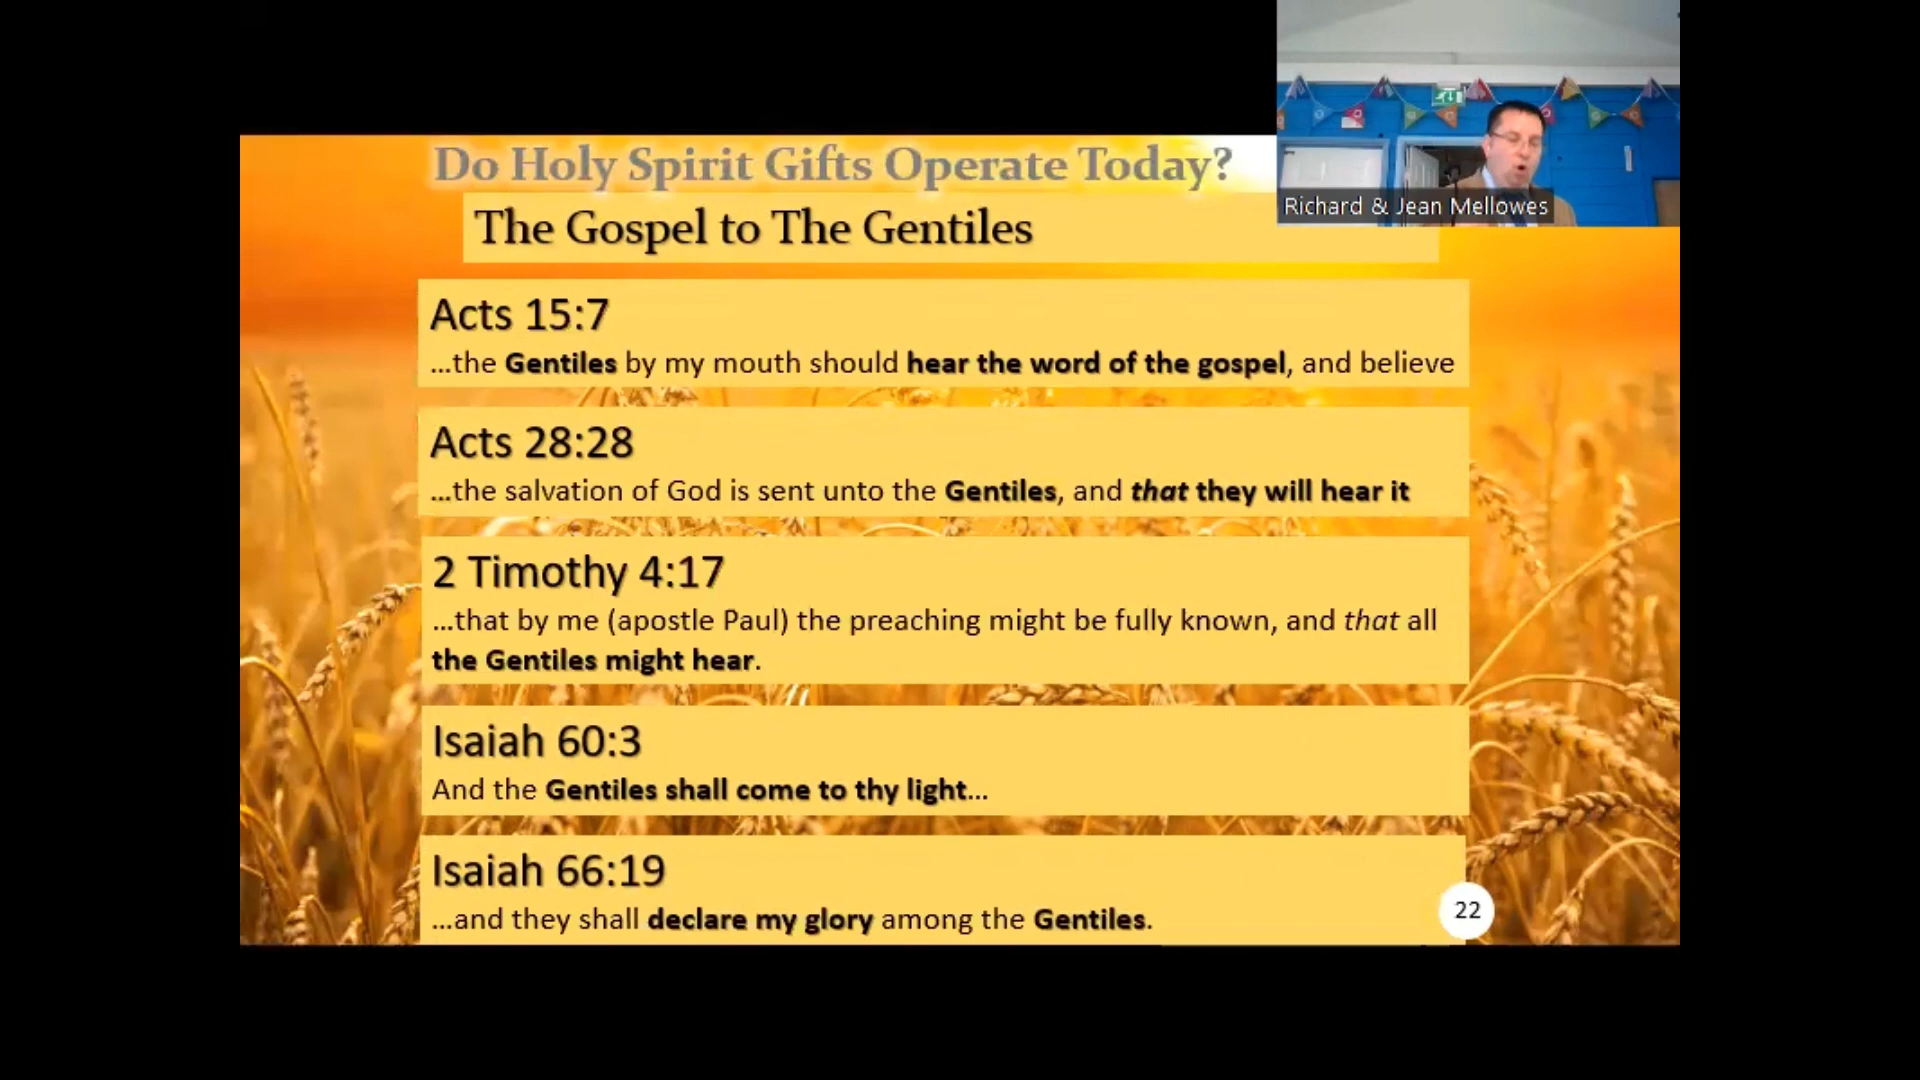 Do Holy Spirit Gifts Operate Today?
Richard & Jean Mellowes
The Gospel to The Gentiles
Acts 15:7
...the Gentiles by my mouth should hear the word of the gospel, and believe
Acts 28:28
...the salvation of God is sent unto the Gentiles, and that they will hear it
2 Timothy 4:17
...that by me (apostle Paul) the preaching might be fully known, and that all
the Gentiles might hear.
Isaiah 60:3
And the Gentiles shall come to thy light...
Isaiah 66:19
...and they shall declare my glory among the Gentiles.
22